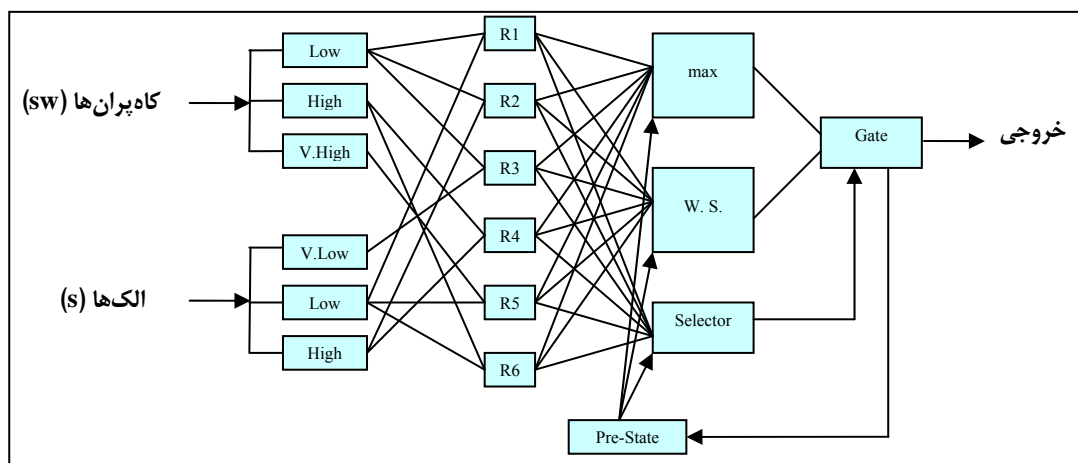 کاه‌پران‌ها (sw)
Low
High
V.High
الک‌ها (s)
V.Low
Low
High
R1
R2
R3
R4
R5
R6
max
W. S.
Selector
Pre-State
Gate
خروجی